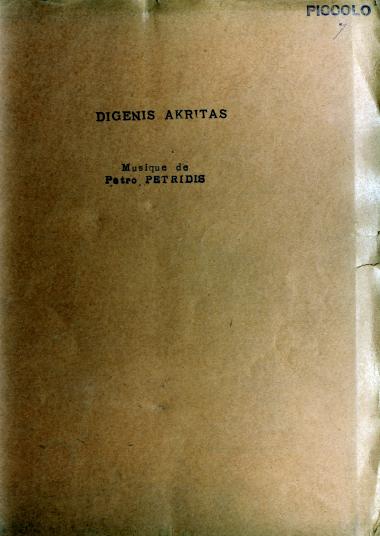 PICCOLO
DIGENIS AKRITAS
Musique de
Petro PETRIDIS